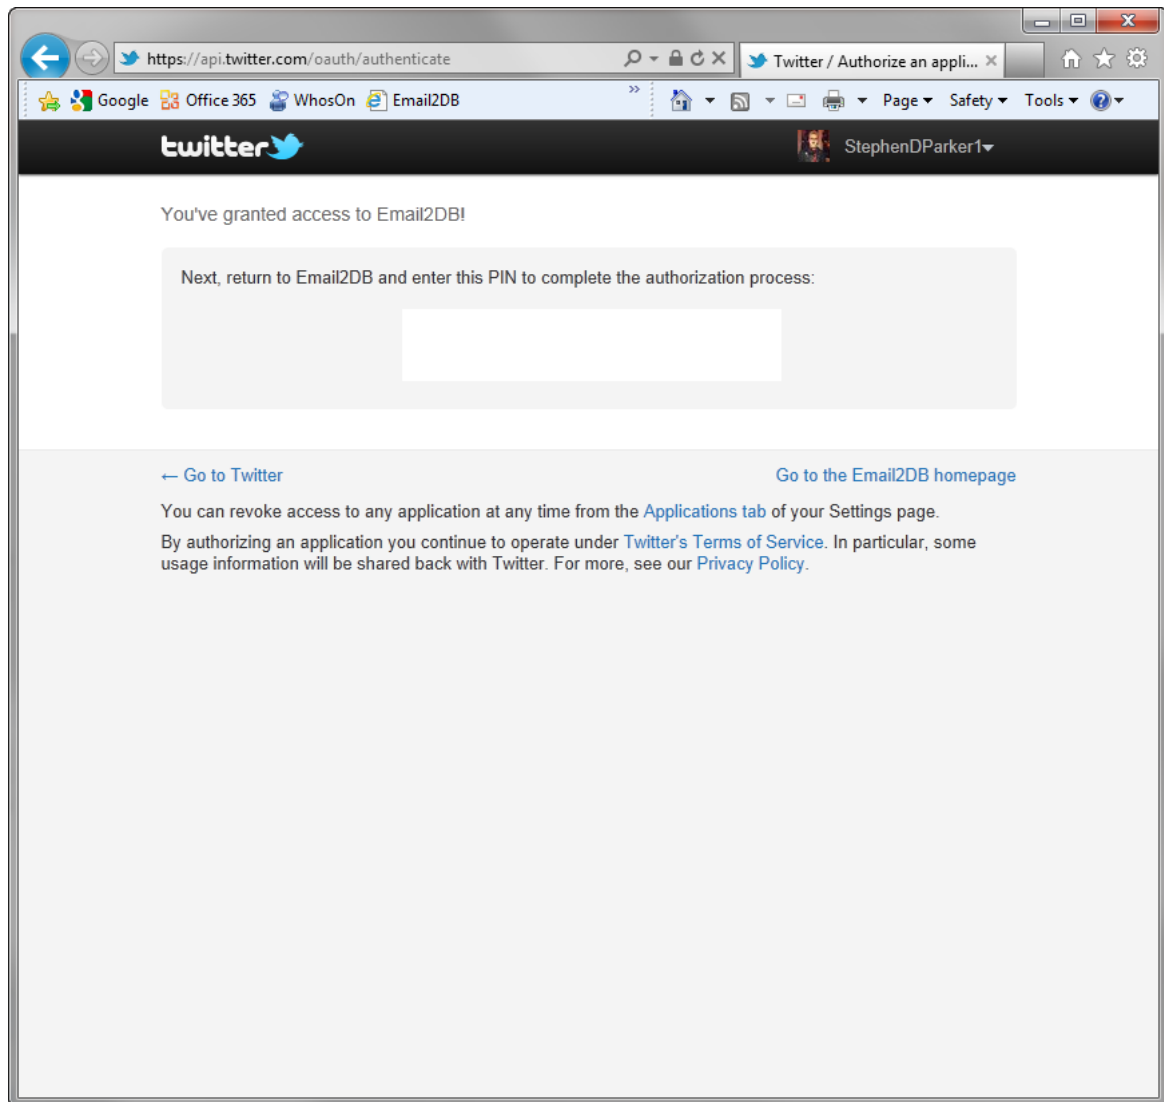 https://api.twitter.com/oauth/authenticate
Twitter / Authorize an appli...
Google Office 365 WhosOn Email2DB
Page Safety Tools
twitter
StephenDParker1
You've granted access to Email2DB!
Next, return to Email2DB and enter this PIN to complete the authorization process:
← Go to Twitter
Go to the Email2DB homepage
You can revoke access to any application at any time from the Applications tab of your Settings page.
By authorizing an application you continue to operate under Twitter's Terms of Service. In particular, some
usage information will be shared back with Twitter. For more, see our Privacy Policy.